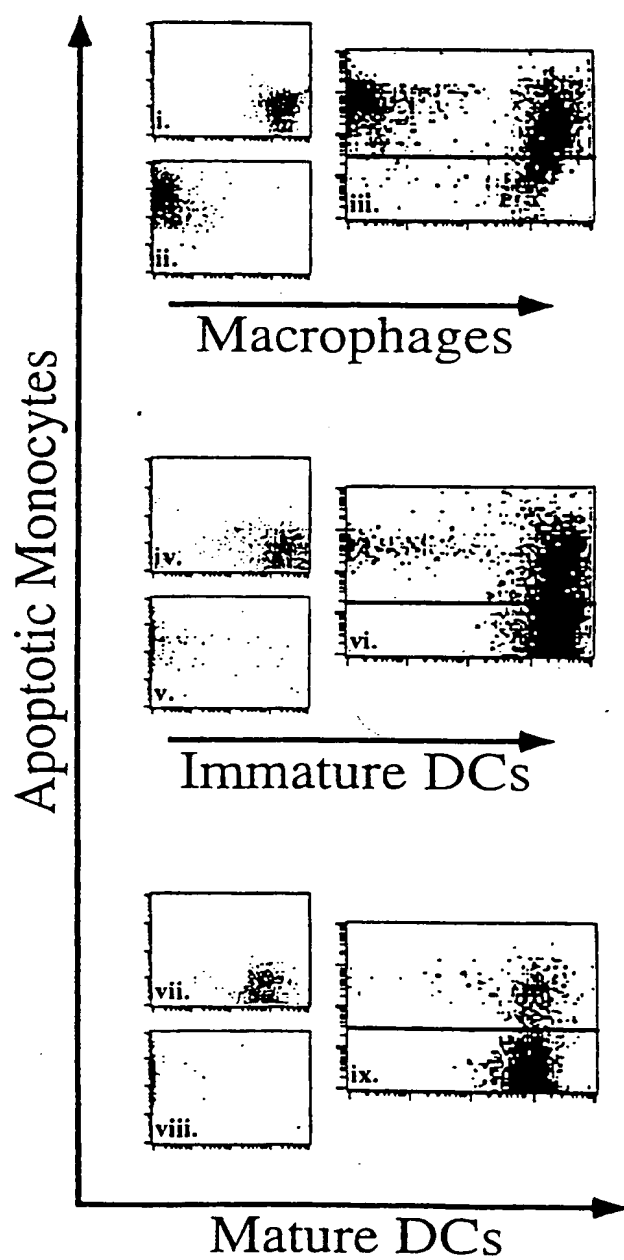 Apoptotic Monocytes
i.
ii.
iii.
Macrophages
iv.
v.
vi.
Immature DCs
vii.
viii.
ix.
Mature DCs